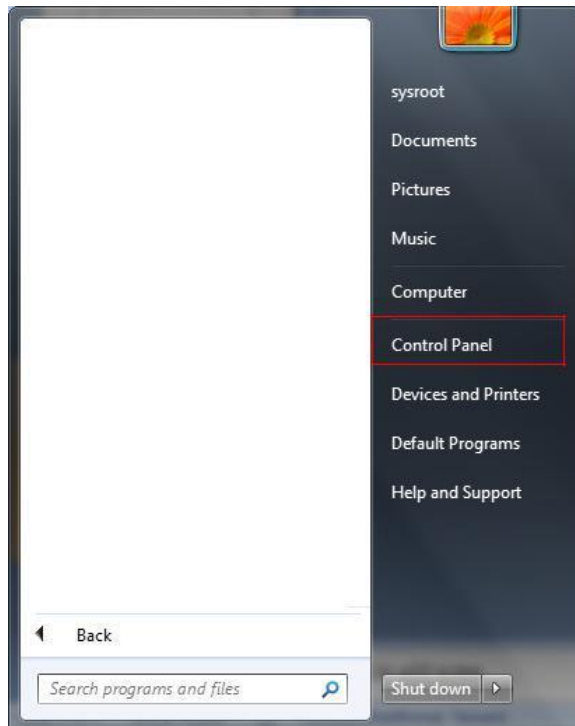 sysroot
Documents
Pictures
Music
Computer
Control Panel
Devices and Printers
Default Programs
Help and Support
Back
Search programs and files
Shut down